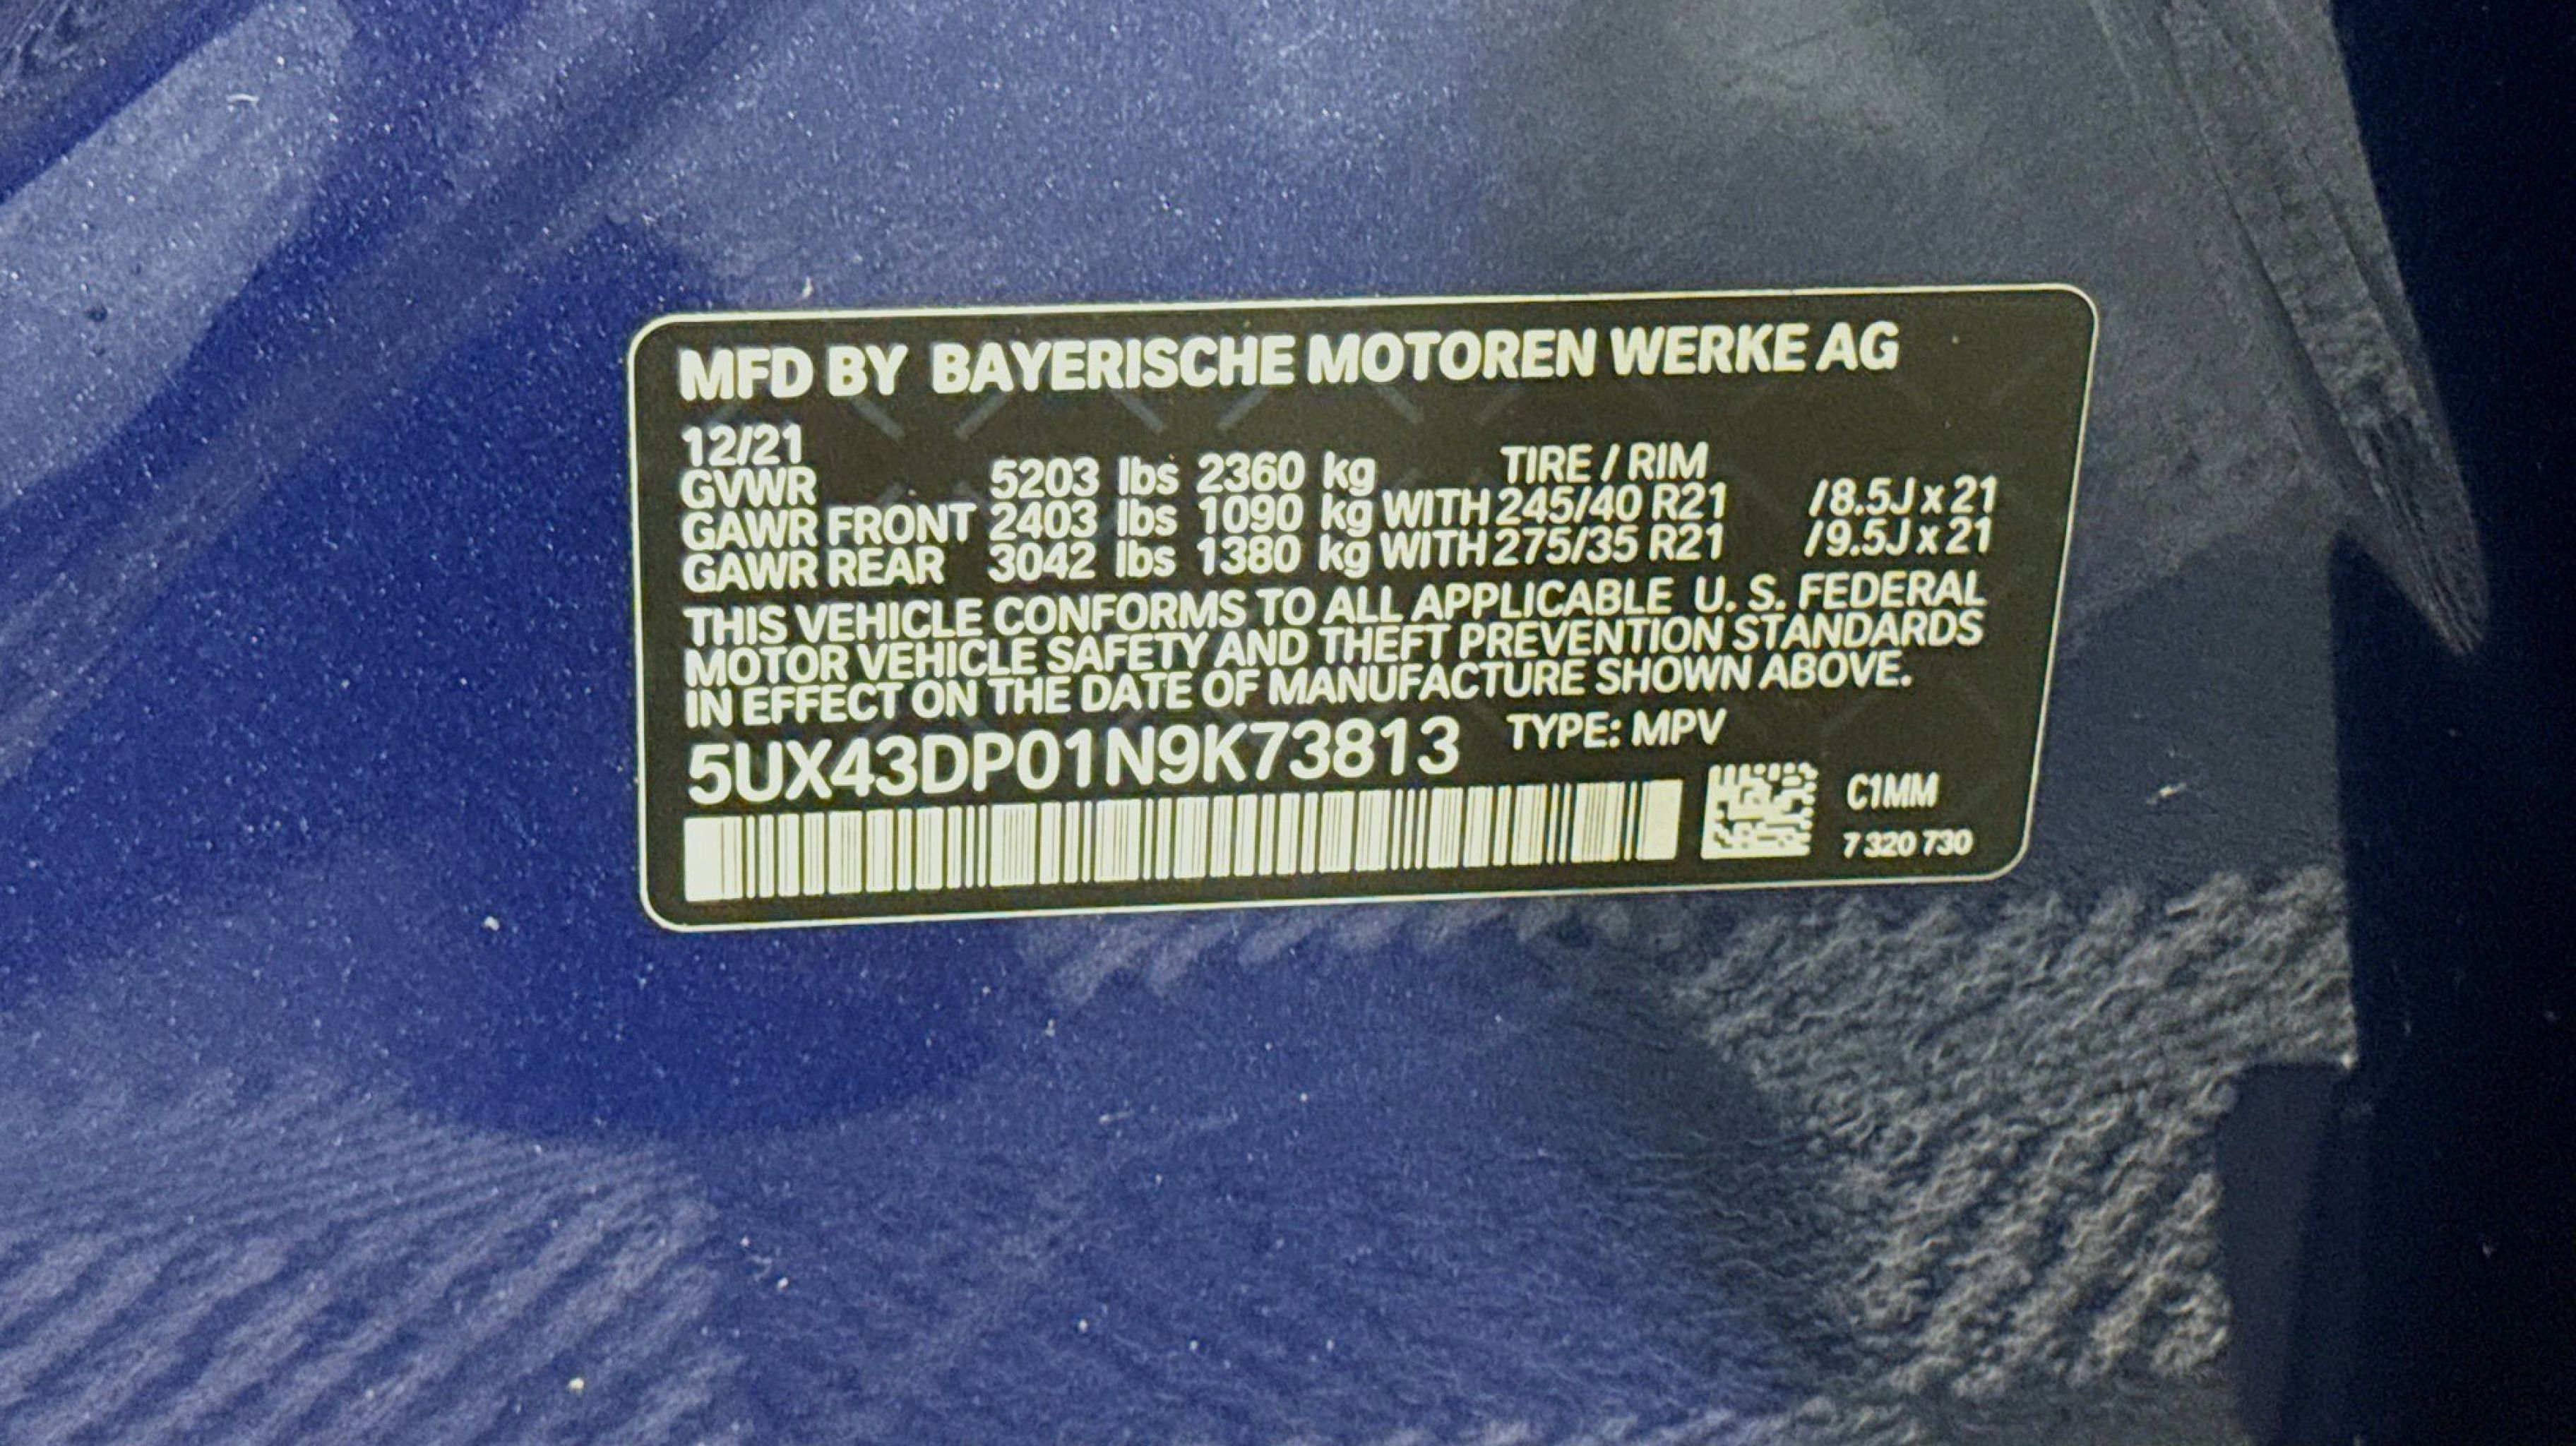 MFD BY BAYERISCHE MOTOREN WERKE AG
12/21
TIRE / RIM
GVWR 5203 lbs 2360 kg
GAWR FRONT 2403 lbs 1090 kg WITH 245/40 R21 /8.5J x 21
GAWR REAR 3042 lbs 1380 kg WITH 275/35 R21 /9.5J x 21
THIS VEHICLE CONFORMS TO ALL APPLICABLE U. S. FEDERAL
MOTOR VEHICLE SAFETY AND THEFT PREVENTION STANDARDS
IN EFFECT ON THE DATE OF MANUFACTURE SHOWN ABOVE.
5UX43DP01N9K73813 TYPE: MPV
C1MM
7 320 730